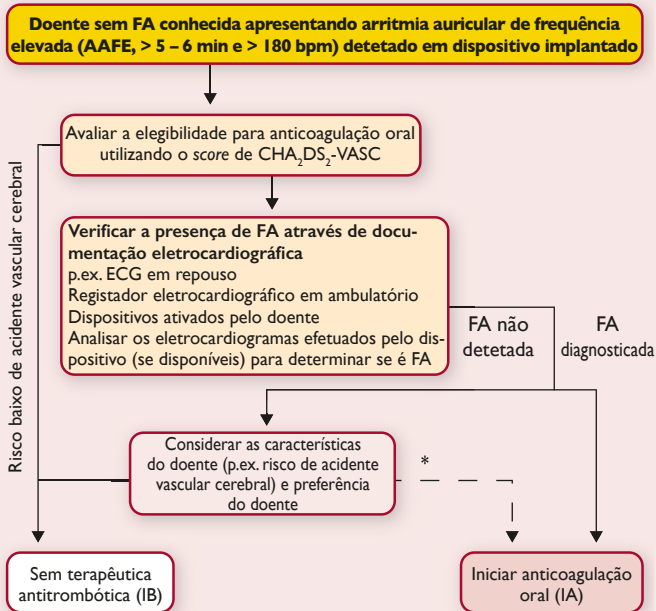 Doente sem FA conhecida apresentando arritmia auricular de frequência
elevada (AAFE, > 5 – 6 min e > 180 bpm) detetado em dispositivo implantado
Avaliar a elegibilidade para anticoagulação oral
utilizando o score de CHA₂DS₂-VASC
Risco baixo de acidente vascular cerebral
Verificar a presença de FA através de docu-
mentação eletrocardiográfica
p.ex. ECG em repouso
Registador eletrocardiográfico em ambulatório
Dispositivos ativados pelo doente
Analisar os eletrocardiogramas efetuados pelo dis-
positivo (se disponíveis) para determinar se é FA
FA não
detetada
FA
diagnosticada
Considerar as características
do doente (p.ex. risco de acidente
vascular cerebral) e preferência
do doente
*
Sem terapêutica
antitrombótica (IB)
Iniciar anticoagulação
oral (IA)